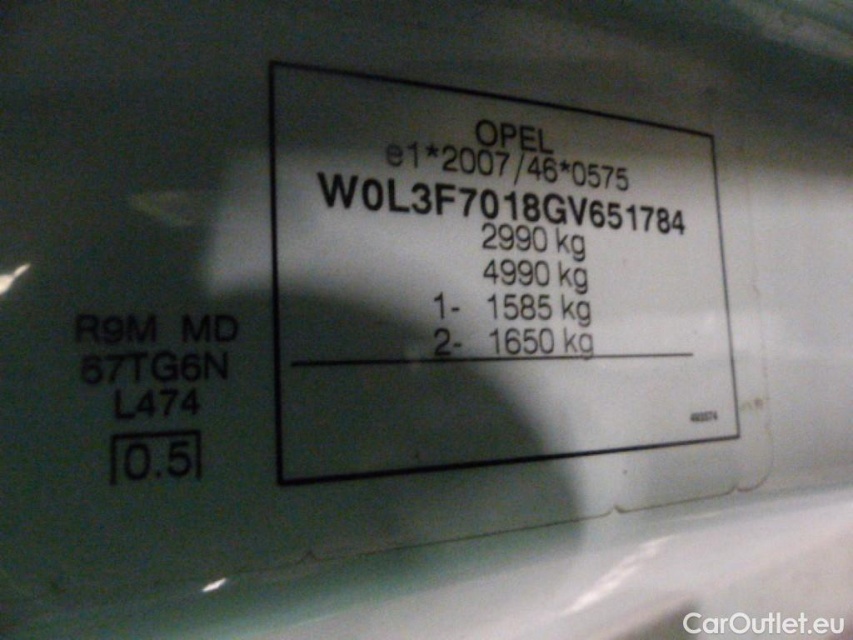 OPEL
e1*2007/46*0575
W0L3F7018GV651784
2990 kg
4990 kg
1- 1585 kg
2- 1650 kg
R9M MD
67TG6N
L474
0.5
CarOutlet.eu